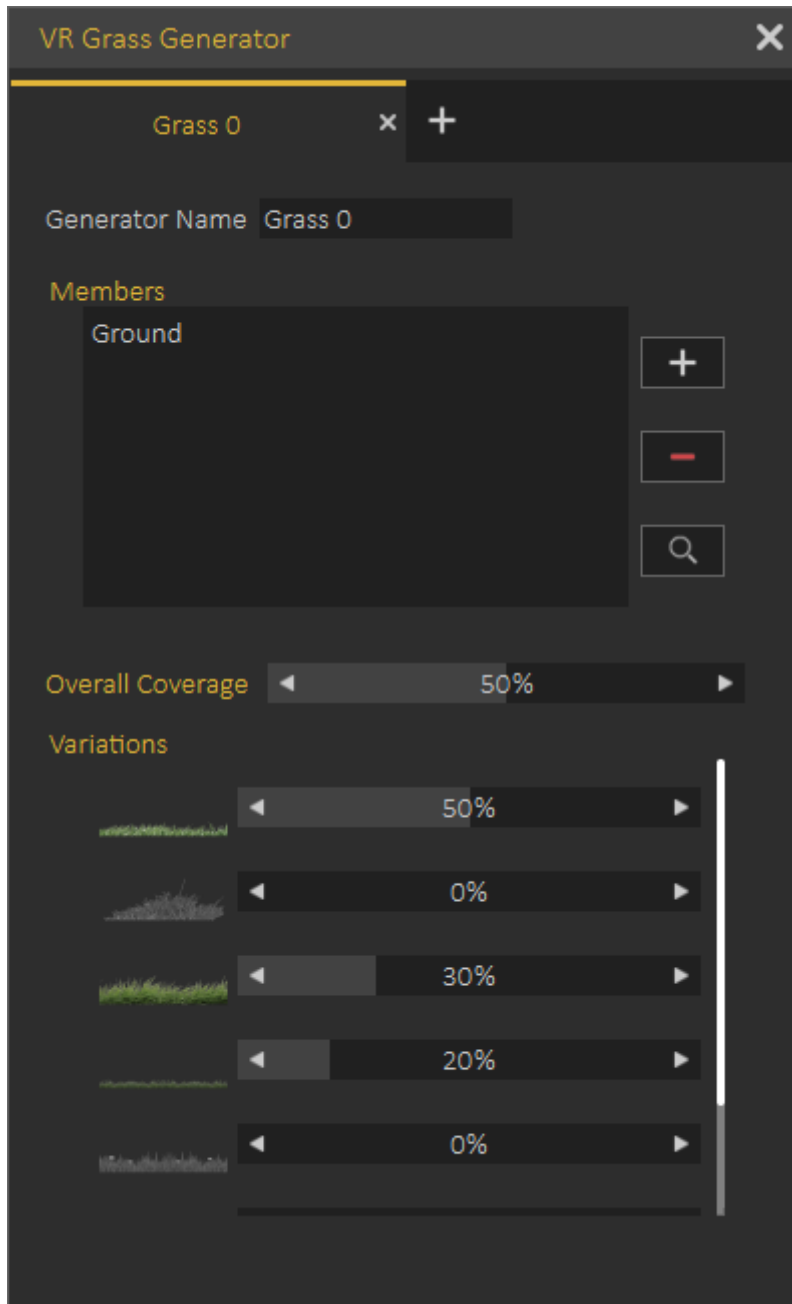 VR Grass Generator
Grass 0
Generator Name Grass 0
Members
Ground
Overall Coverage 50%
Variations
50%
0%
30%
20%
0%